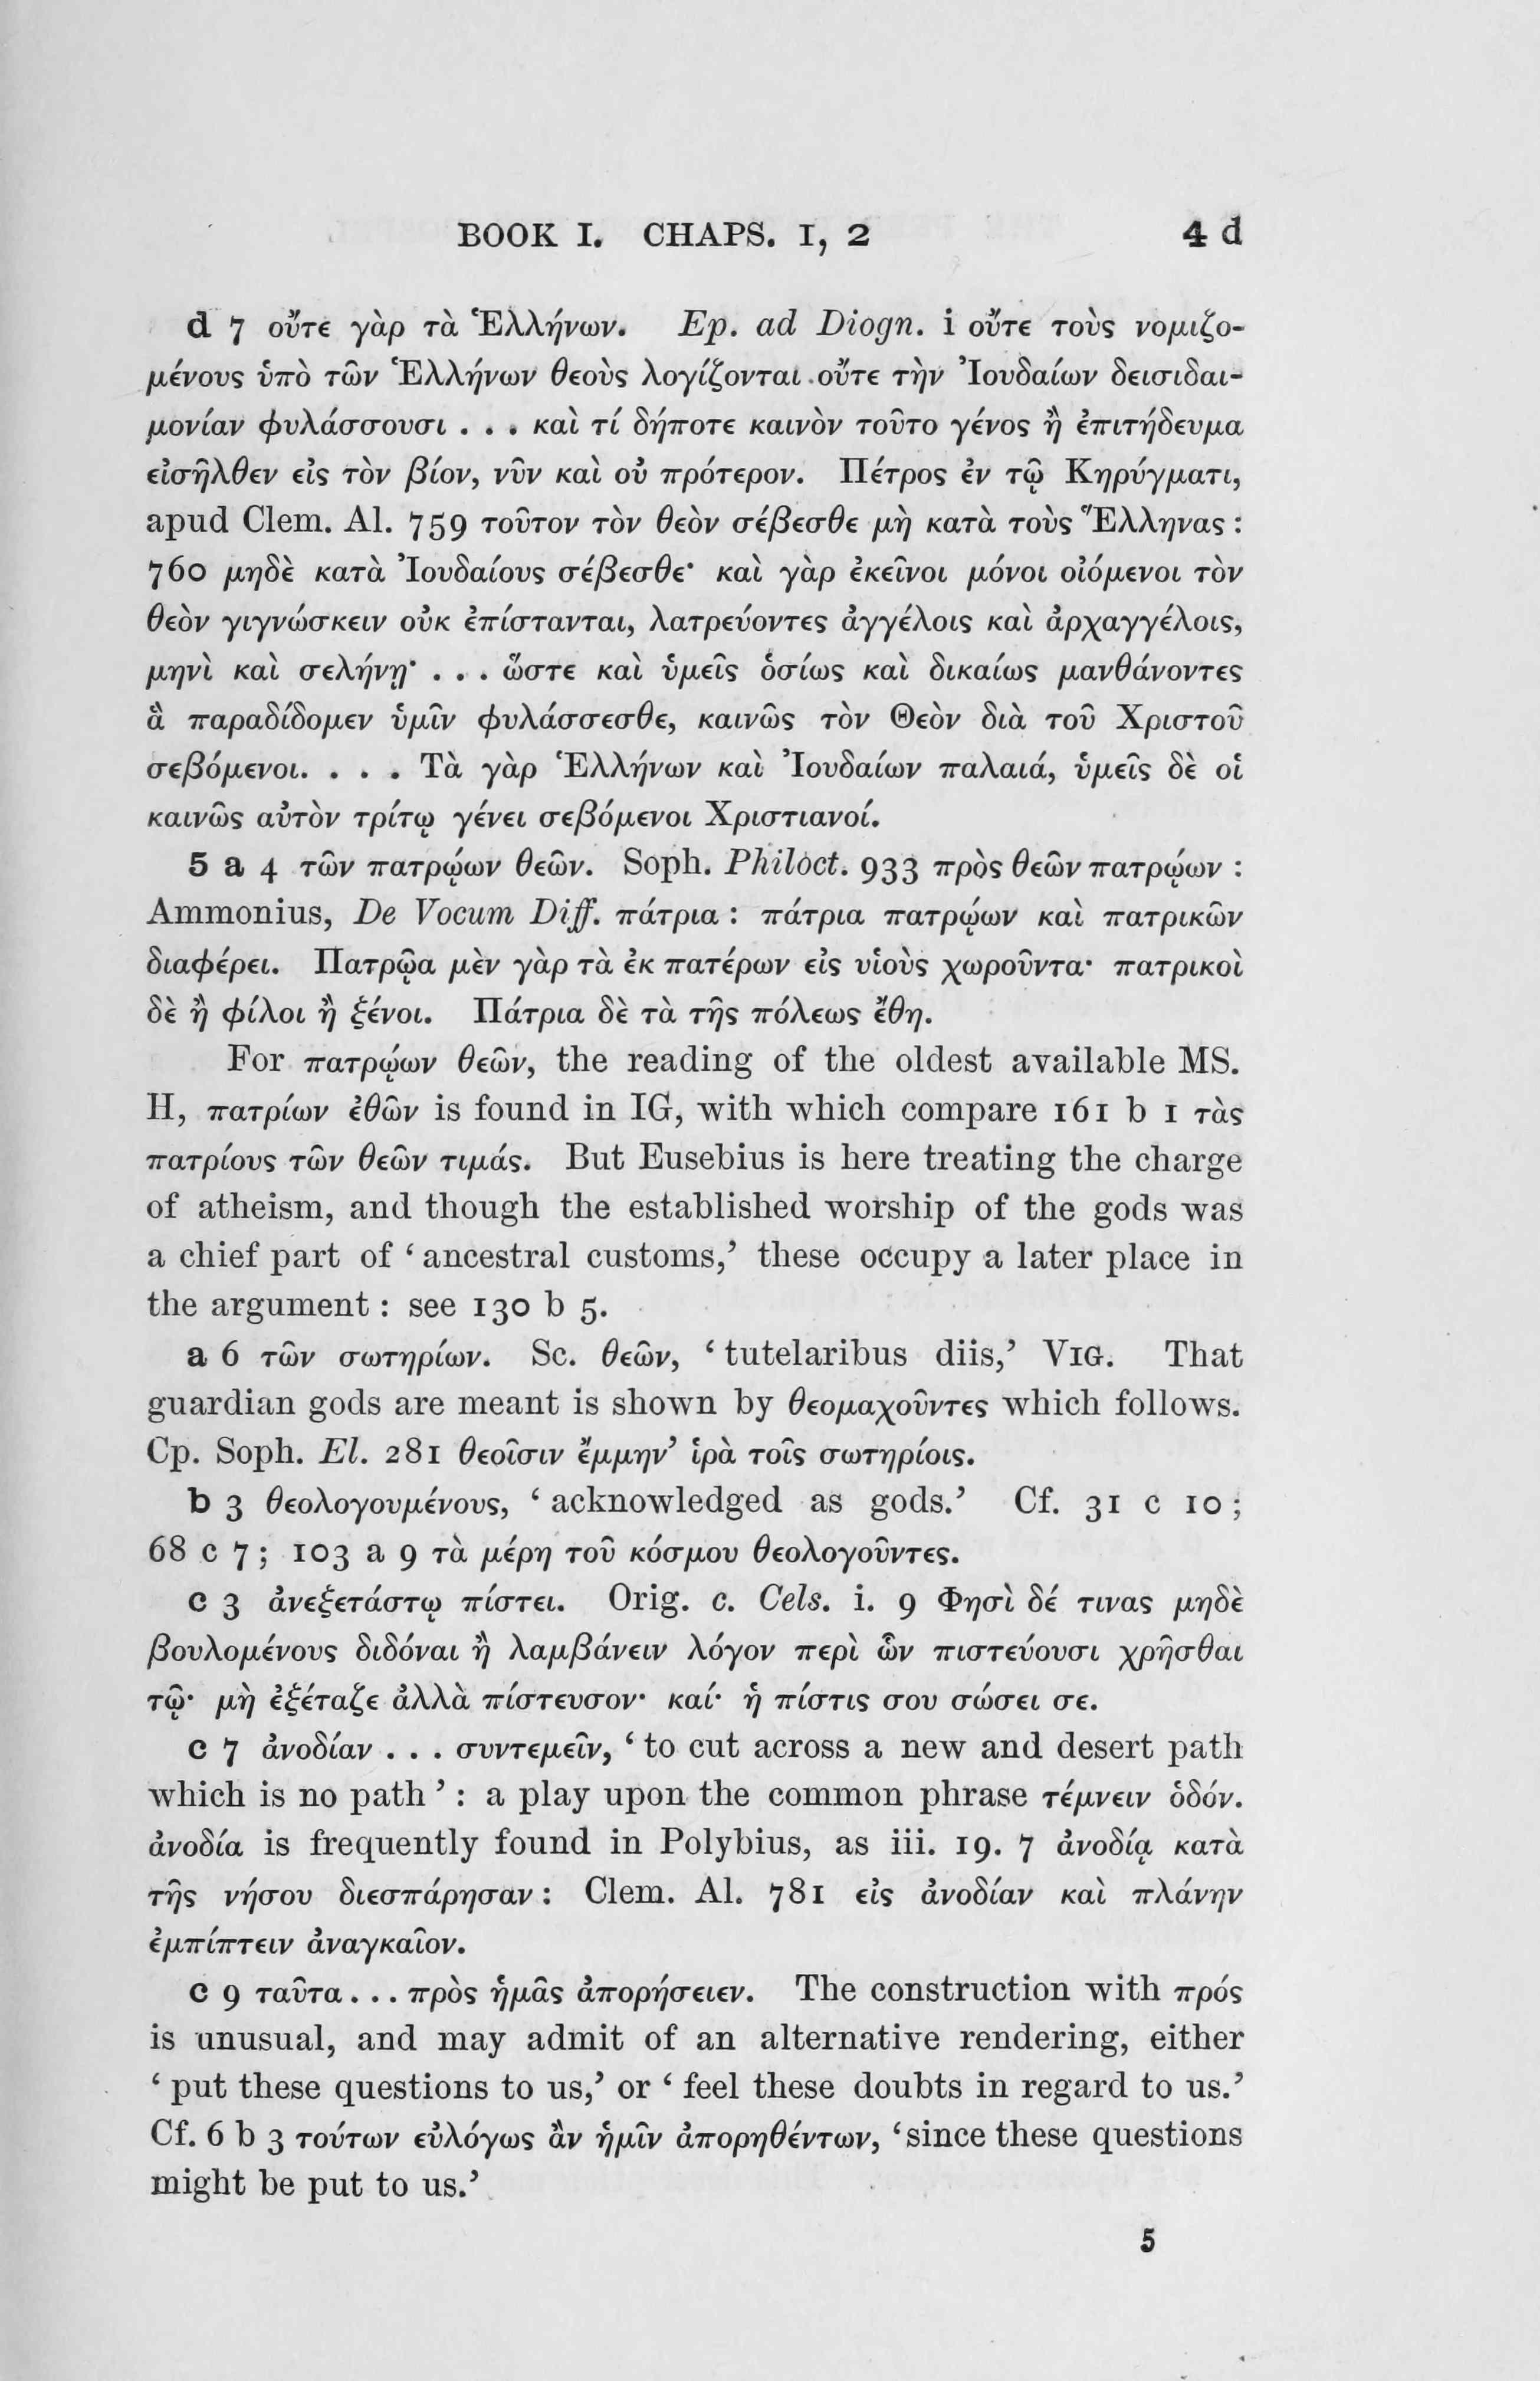 BOOK I. CHAPS. 1, 2 4 d
d 7 οὔτε γὰρ τὰ Ἑλλήνων. Ep. ad Diogn. i οὔτε τοὺς νομιζο-
μένους ὑπὸ τῶν Ἑλλήνων θεοὺς λογίζονται οὔτε τὴν Ἰουδαίων δεισιδαι-
μονίαν φυλάσσουσι . . . καὶ τί δήποτε καινὸν τοῦτο γένος ἢ ἐπιτήδευμα
εἰσῆλθεν εἰς τὸν βίον, νῦν καὶ οὐ πρότερον. Πέτρος ἐν τῷ Κηρύγματι,
apud Clem. Al. 759 τοῦτον τὸν θεὸν σέβεσθε μὴ κατὰ τοὺς Ἕλληνας :
760 μηδὲ κατὰ Ἰουδαίους σέβεσθε· καὶ γὰρ ἐκεῖνοι μόνοι οἰόμενοι τὸν
θεὸν γιγνώσκειν οὐκ ἐπίστανται, λατρεύοντες ἀγγέλοις καὶ ἀρχαγγέλοις,
μηνὶ καὶ σελήνῃ· . . . ὥστε καὶ ὑμεῖς ὁσίως καὶ δικαίως μανθάνοντες
ἃ παραδίδομεν ὑμῖν φυλάσσεσθε, καινῶς τὸν Θεὸν διὰ τοῦ Χριστοῦ
σεβόμενοι. . . . Τὰ γὰρ Ἑλλήνων καὶ Ἰουδαίων παλαιά, ὑμεῖς δὲ οἱ
καινῶς αὐτὸν τρίτῳ γένει σεβόμενοι Χριστιανοί.
5 a 4 τῶν πατρῴων θεῶν. Soph. Philoct. 933 πρὸς θεῶν πατρῴων :
Ammonius, De Vocum Diff. πάτρια : πάτρια πατρῴων καὶ πατρικῶν
διαφέρει. Πατρῷα μὲν γὰρ τὰ ἐκ πατέρων εἰς υἱοὺς χωροῦντα· πατρικοὶ
δὲ ἢ φίλοι ἢ ξένοι. Πάτρια δὲ τὰ τῆς πόλεως ἔθη.
For πατρῴων θεῶν, the reading of the oldest available MS.
H, πατρίων ἐθῶν is found in IG, with which compare 161 b 1 τὰς
πατρίους τῶν θεῶν τιμάς. But Eusebius is here treating the charge
of atheism, and though the established worship of the gods was
a chief part of ‘ancestral customs,’ these occupy a later place in
the argument : see 130 b 5.
a 6 τῶν σωτηρίων. Sc. θεῶν, ‘tutelaribus diis,’ VIG. That
guardian gods are meant is shown by θεομαχοῦντες which follows.
Cp. Soph. El. 281 θεοῖσιν ἔμμην’ ἱρὰ τοῖς σωτηρίοις.
b 3 θεολογουμένους, ‘acknowledged as gods.’ Cf. 31 c 10 ;
68 c 7 ; 103 a 9 τὰ μέρη τοῦ κόσμου θεολογοῦντες.
c 3 ἀνεξετάστῳ πίστει. Orig. c. Cels. i. 9 Φησὶ δέ τινας μηδὲ
βουλομένους διδόναι ἢ λαμβάνειν λόγον περὶ ὧν πιστεύουσι χρῆσθαι
τῷ· μὴ ἐξέταζε ἀλλὰ πίστευσον· καί· ἡ πίστις σου σώσει σε.
c 7 ἀνοδίαν . . . συντεμεῖν, ‘to cut across a new and desert path
which is no path’ : a play upon the common phrase τέμνειν ὁδόν.
ἀνοδία is frequently found in Polybius, as iii. 19. 7 ἀνοδίᾳ κατὰ
τῆς νήσου διεσπάρησαν : Clem. Al. 781 εἰς ἀνοδίαν καὶ πλάνην
ἐμπίπτειν ἀναγκαῖον.
c 9 ταῦτα . . . πρὸς ἡμᾶς ἀπορήσειεν. The construction with πρός
is unusual, and may admit of an alternative rendering, either
‘put these questions to us,’ or ‘feel these doubts in regard to us.’
Cf. 6 b 3 τούτων εὐλόγως ἂν ἡμῖν ἀπορηθέντων, ‘since these questions
might be put to us.’
5